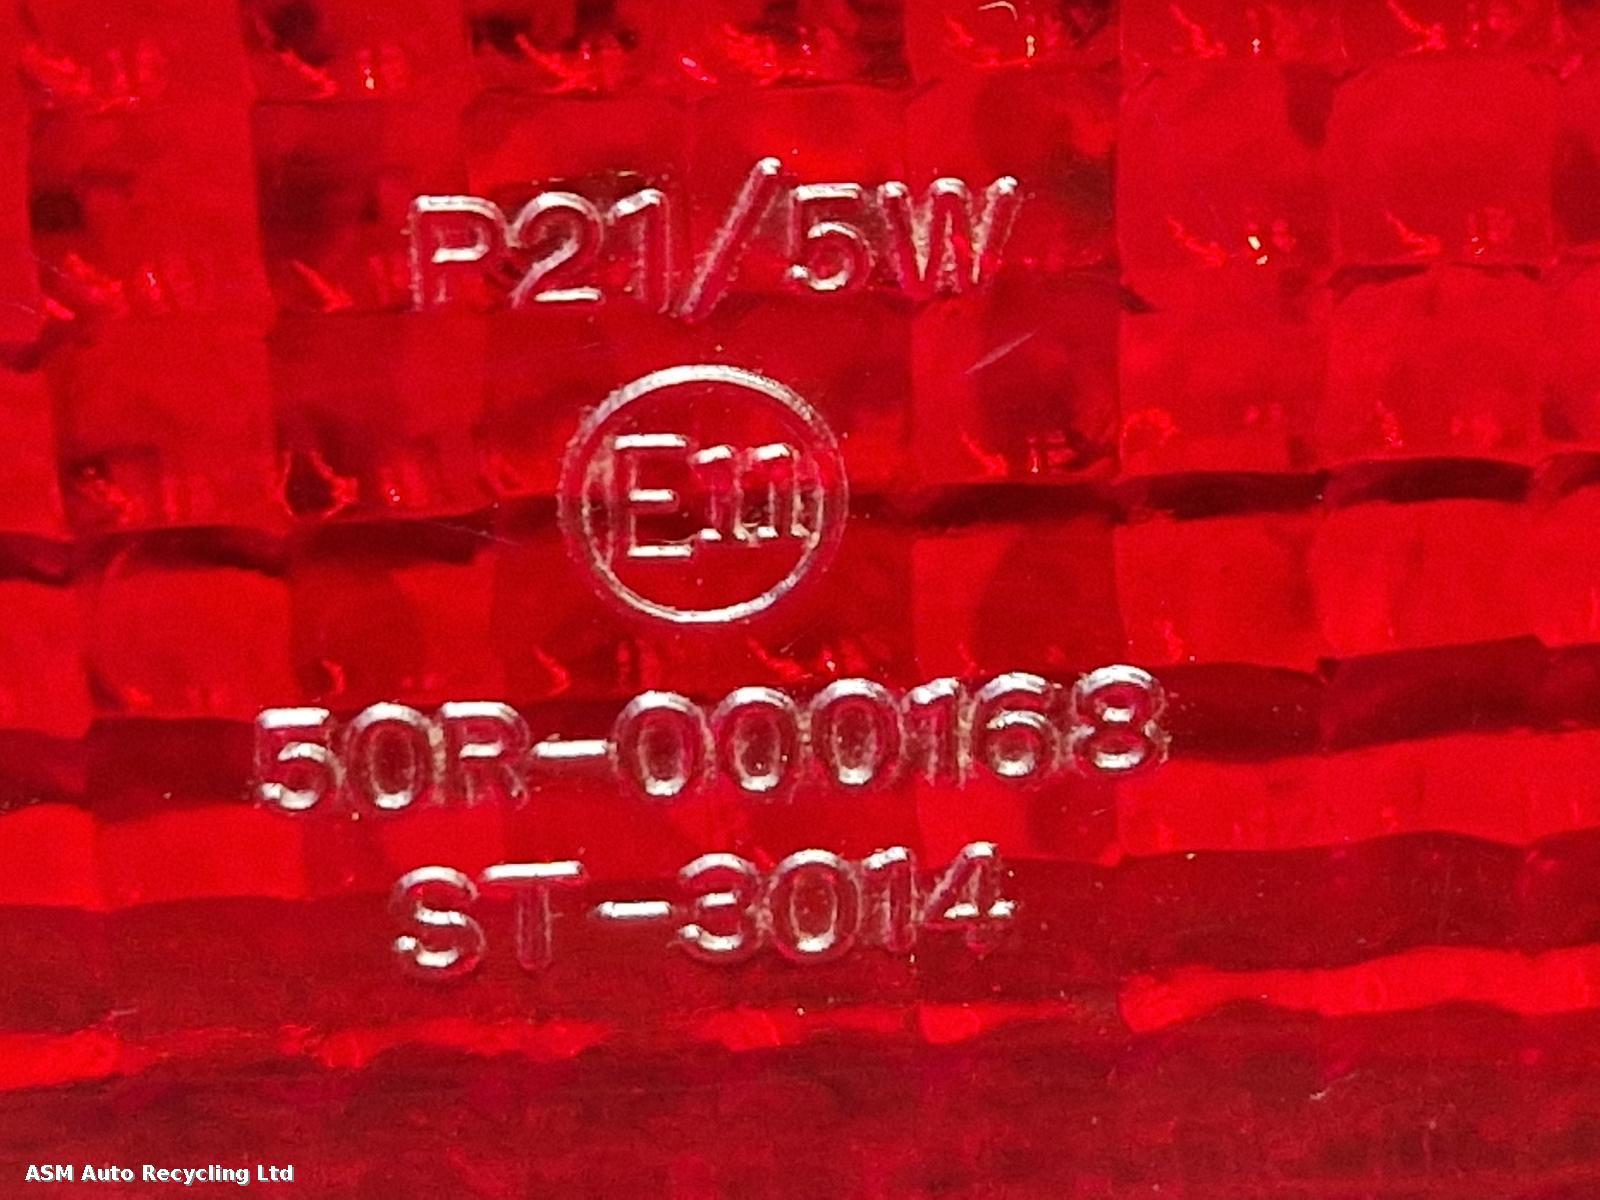 P21/5W
E11
50R-000168
ST-3014
ASM Auto Recycling Ltd